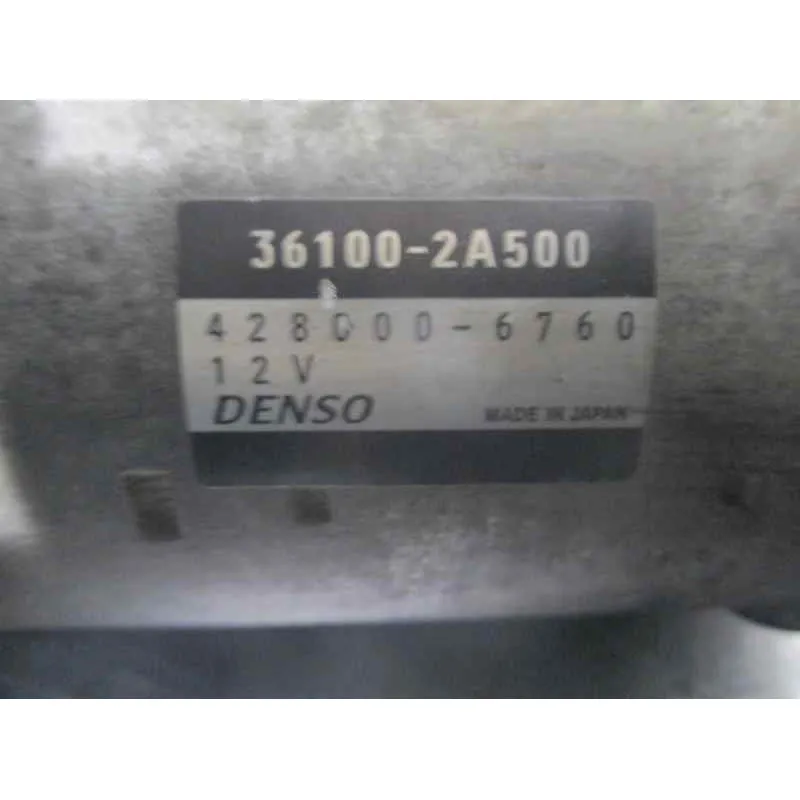 36100-2A500
428000-6760
12V
DENSO MADE IN JAPAN